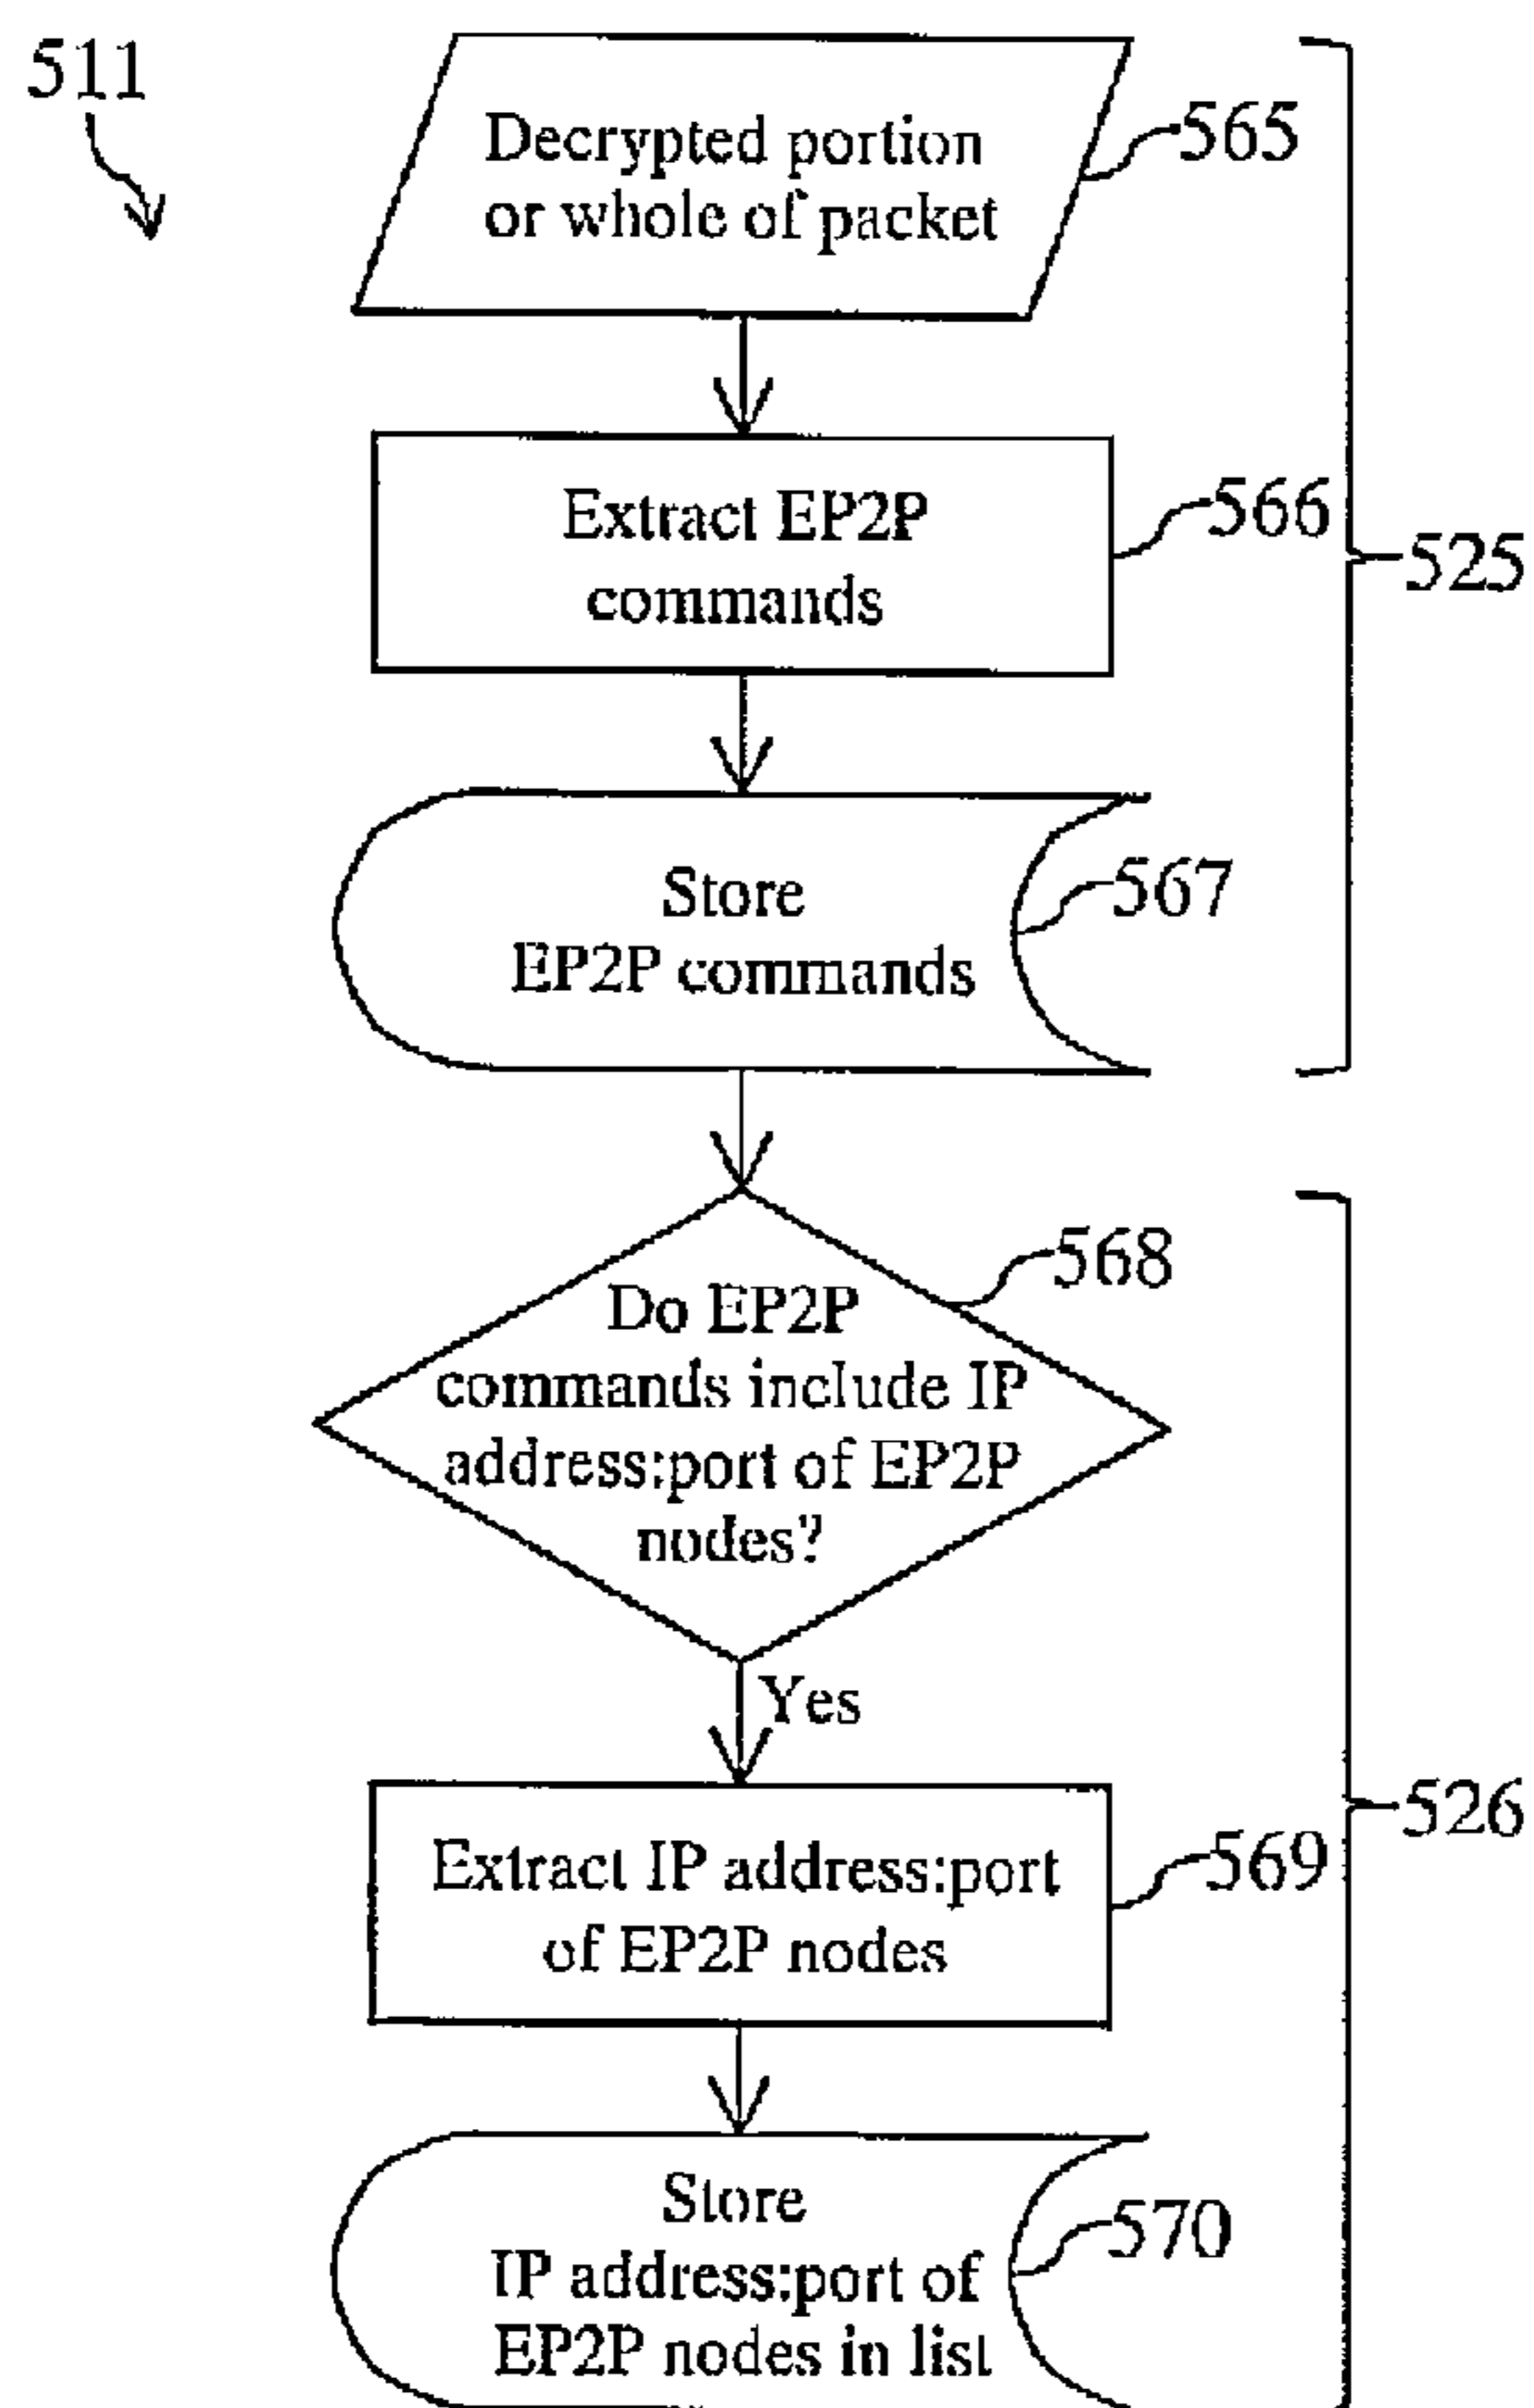 511
Decrypted portion
or whole of packet
565
Extract EP2P
commands
566
525
Store
EP2P commands
567
Do EP2P
commands include IP
address:port of EP2P
nodes?
568
Yes
Extract IP address:port
of EP2P nodes
569
526
Store
IP address:port of
EP2P nodes in list
570